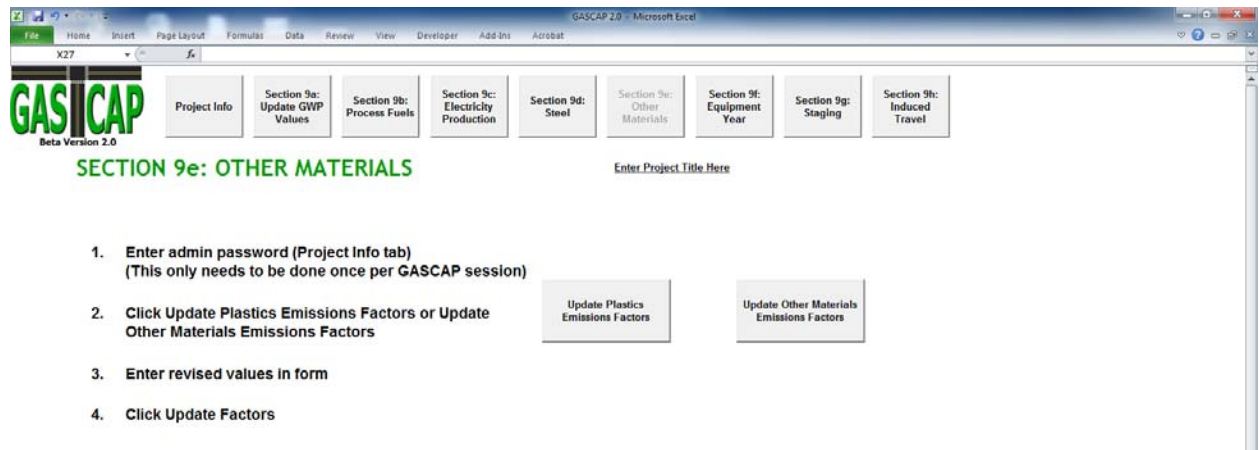 GASCAP 2.0 - Microsoft Excel
File Home Insert Page Layout Formulas Data Review View Developer Add-Ins Acrobat
X27 fx
GASCAP
Beta Version 2.0
Project Info
Section 9a:
Update GWP
Values
Section 9b:
Process Fuels
Section 9c:
Electricity
Production
Section 9d:
Steel
Section 9e:
Other
Materials
Section 9f:
Equipment
Year
Section 9g:
Staging
Section 9h:
Induced
Travel
SECTION 9e: OTHER MATERIALS
Enter Project Title Here
1. Enter admin password (Project Info tab)
(This only needs to be done once per GASCAP session)
2. Click Update Plastics Emissions Factors or Update
Other Materials Emissions Factors
Update Plastics
Emissions Factors
Update Other Materials
Emissions Factors
3. Enter revised values in form
4. Click Update Factors